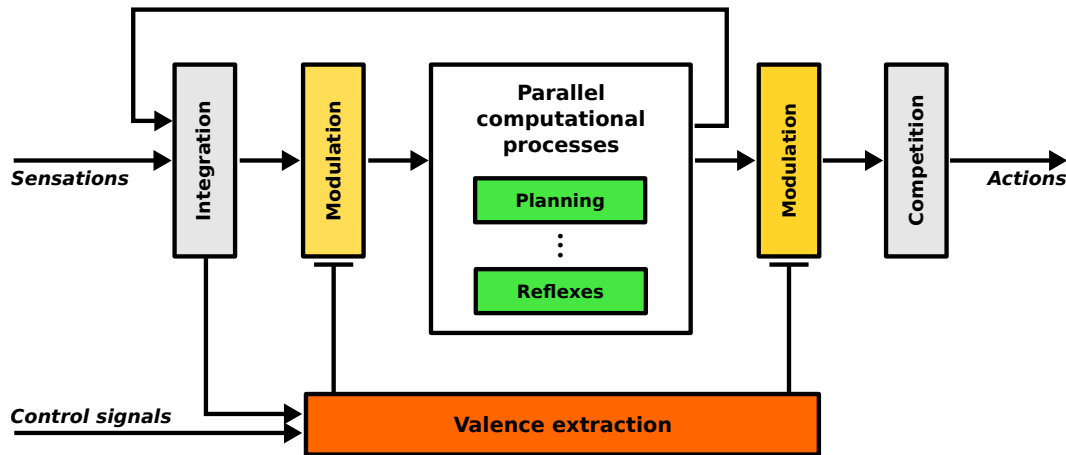 Sensations
Integration
Modulation
Parallel
computational
processes
Planning
⋮
Reflexes
Modulation
Competition
Actions
Control signals
Valence extraction